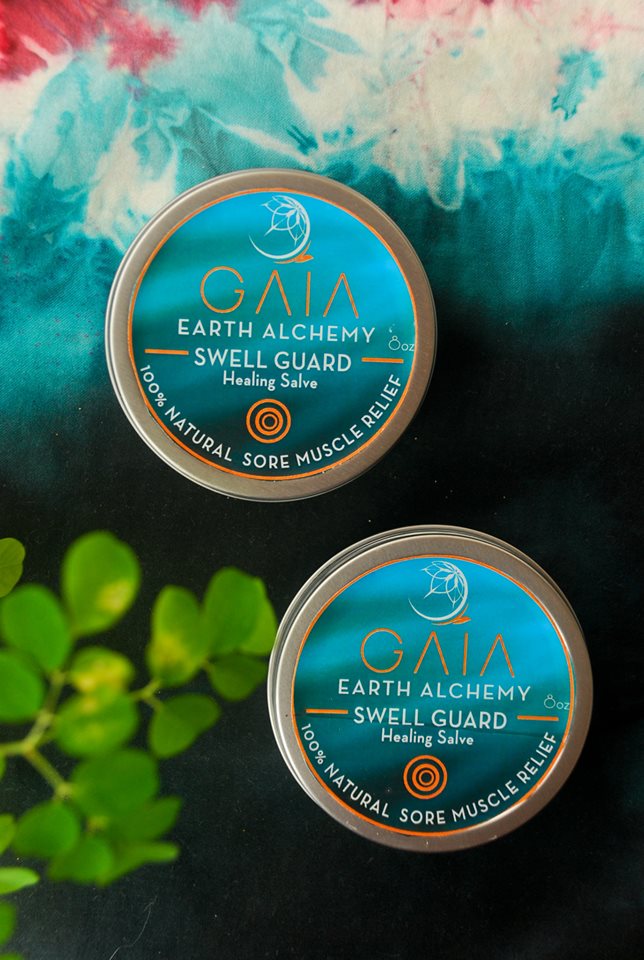 GAIA
EARTH ALCHEMY
8oz
SWELL GUARD
Healing Salve
100% NATURAL SORE MUSCLE RELIEF
GAIA
EARTH ALCHEMY
8oz
SWELL GUARD
Healing Salve
100% NATURAL SORE MUSCLE RELIEF